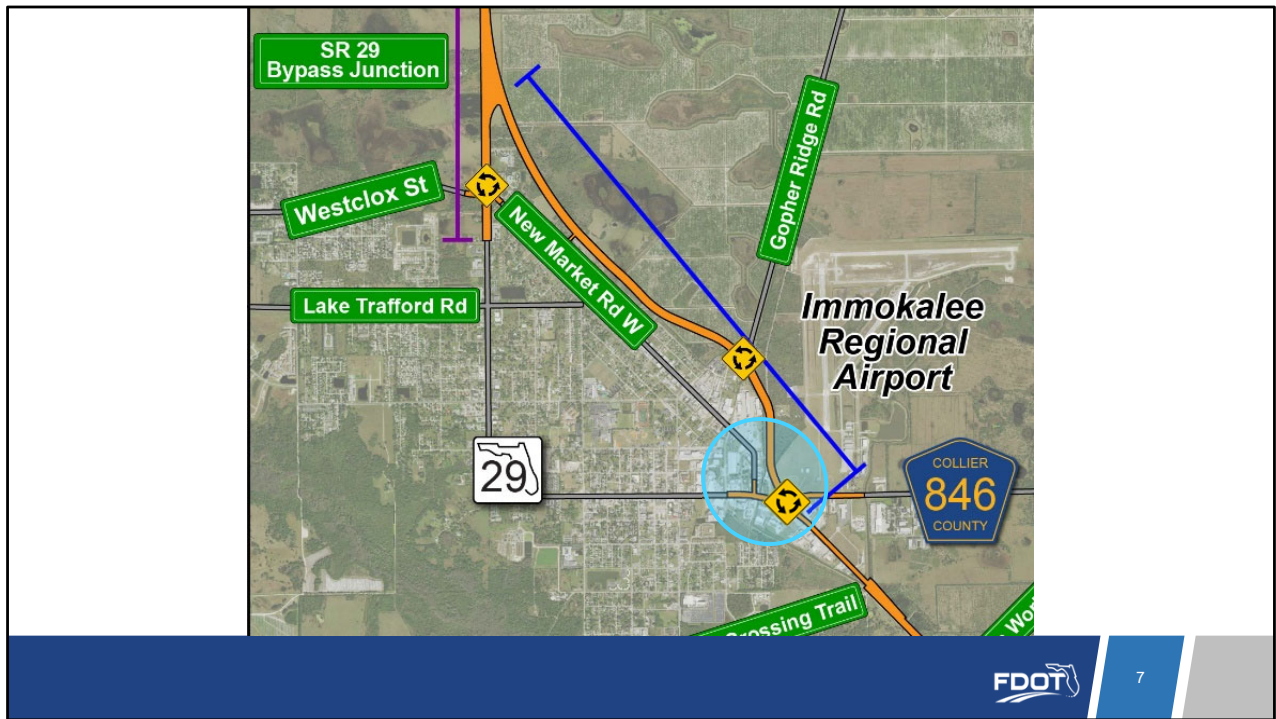 SR 29
Bypass Junction
Gopher Ridge Rd
Westclox St
New Market Rd W
Lake Trafford Rd
Immokalee
Regional
Airport
29
COLLIER
846
COUNTY
Crossing Trail
FDOT
7